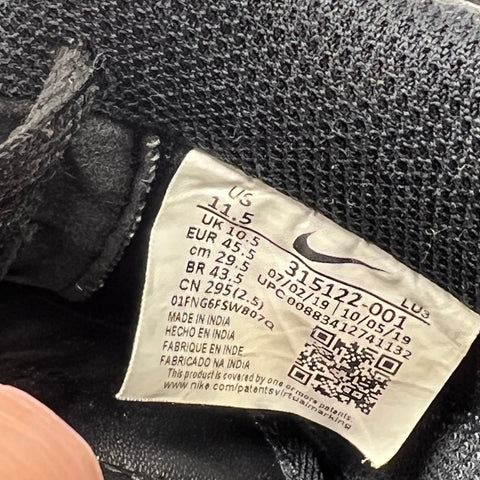 US
11.5
UK 10.5
EUR 45.5
cm 29.5
BR 43.5
CN 295(2.5)
01FNG6FSW807Q
315122-001 LU3
07/02/19 | 10/05/19
UPC 00883412741132
MADE IN INDIA
HECHO EN INDIA
FABRIQUE EN INDE
FABRICADO NA INDIA
This product is covered by one or more patents.
www.nike.com/patentsvirtualmarking